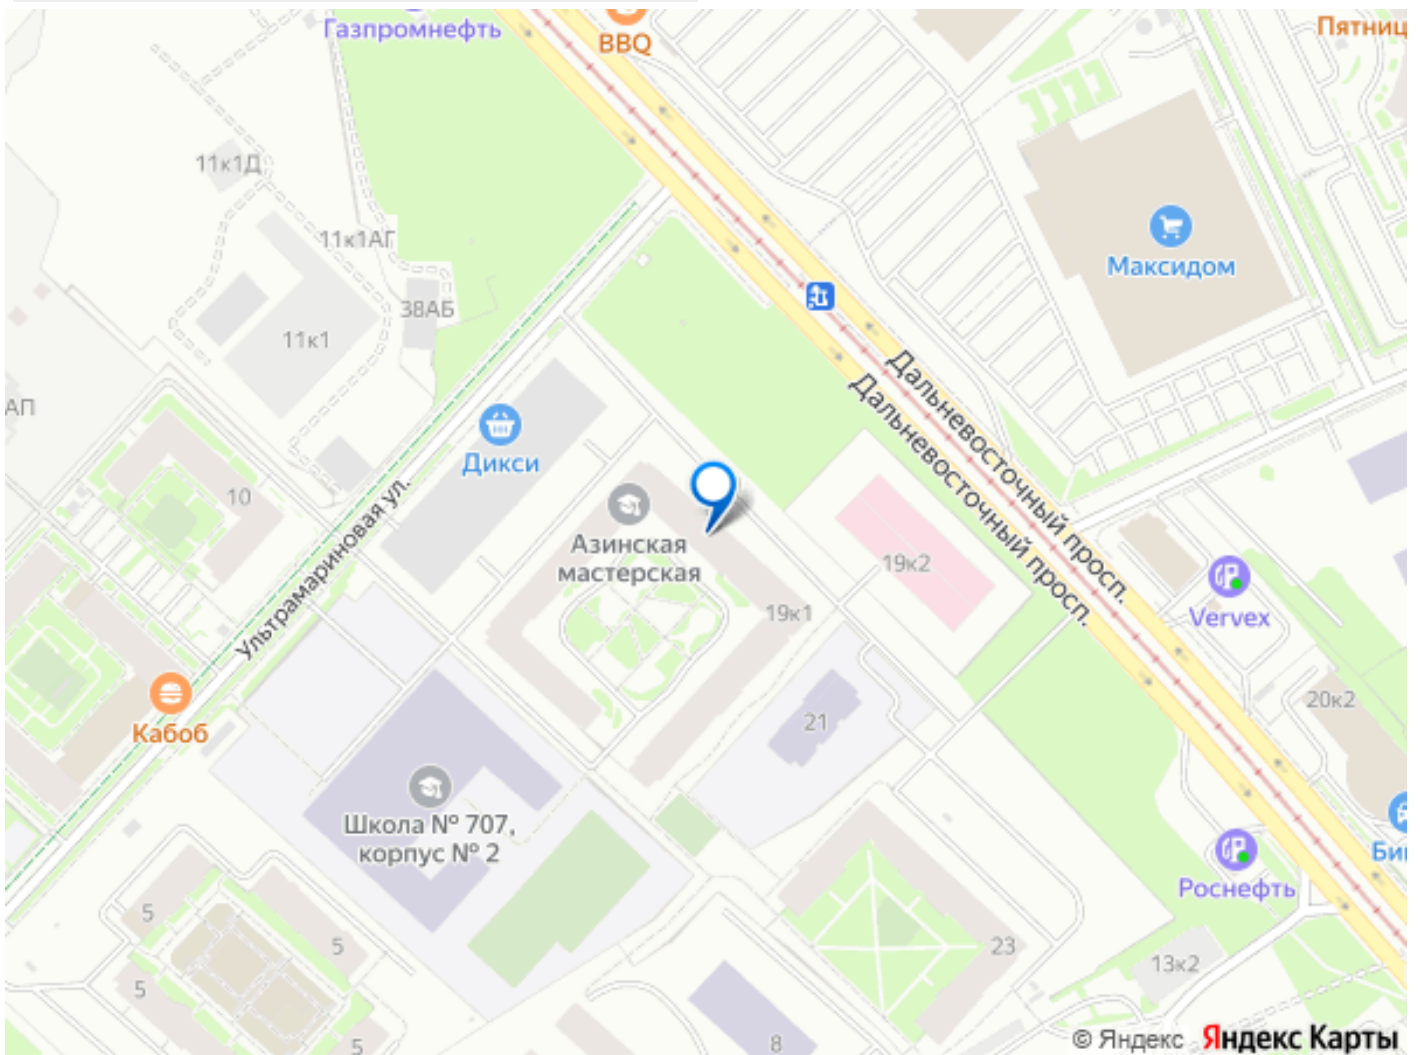 Газпромнефть
BBQ
11к1Д
11к1АГ
38АБ
11к1
Максидом
АП
Дальневосточный просп.
Дальневосточный просп.
Дикси
10
Ультрамариновая ул.
Азинская
мастерская
19к2
19к1
Vervex
Кабоб
21
20к2
Школа № 707,
корпус № 2
Роснефть
5
5
5
5
23
13к2
8
© Яндекс Яндекс Карты